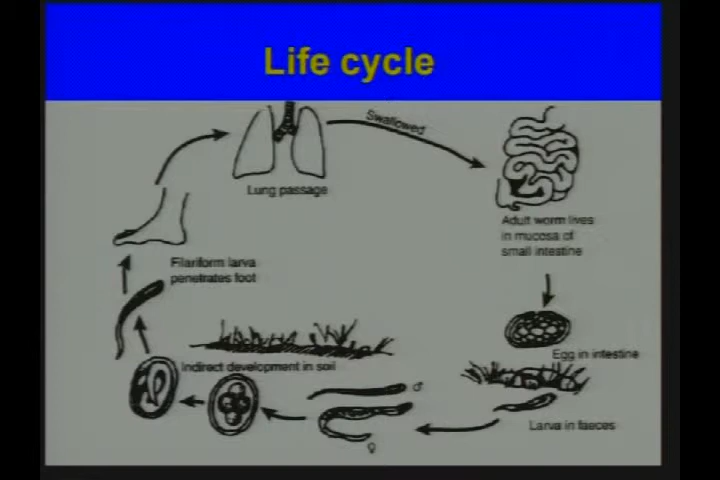 Life cycle
Swallowed
Lung passage
Adult worm lives
in mucosa of
small intestine
Filariform larva
penetrates foot
Egg in intestine
Indirect development in soil
♂
Larva in faeces
♀